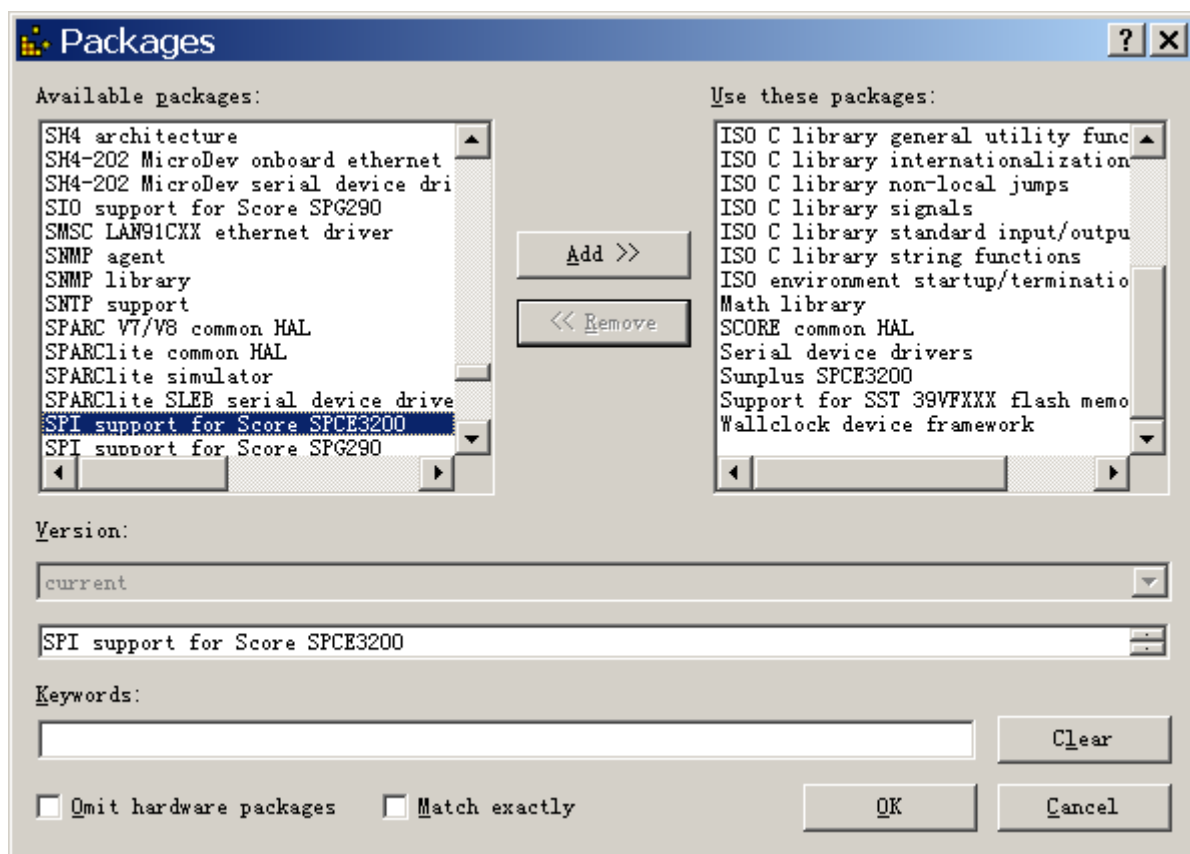 Packages
Available packages:
SH4 architecture
SH4-202 MicroDev onboard ethernet
SH4-202 MicroDev serial device dri
SIO support for Score SPG290
SMSC LAN91CXX ethernet driver
SNMP agent
SNMP library
SNTP support
SPARC V7/V8 common HAL
SPARClite common HAL
SPARClite simulator
SPARClite SLEB serial device drive
SPI support for Score SPCE3200
SPI support for Score SPG290
Add >>
<< Remove
Use these packages:
ISO C library general utility func
ISO C library internationalization
ISO C library non-local jumps
ISO C library signals
ISO C library standard input/outpu
ISO C library string functions
ISO environment startup/terminatio
Math library
SCORE common HAL
Serial device drivers
Sunplus SPCE3200
Support for SST 39VFXXX flash memo
Wallclock device framework
Version:
current
SPI support for Score SPCE3200
Keywords:
Clear
Omit hardware packages
Match exactly
OK
Cancel